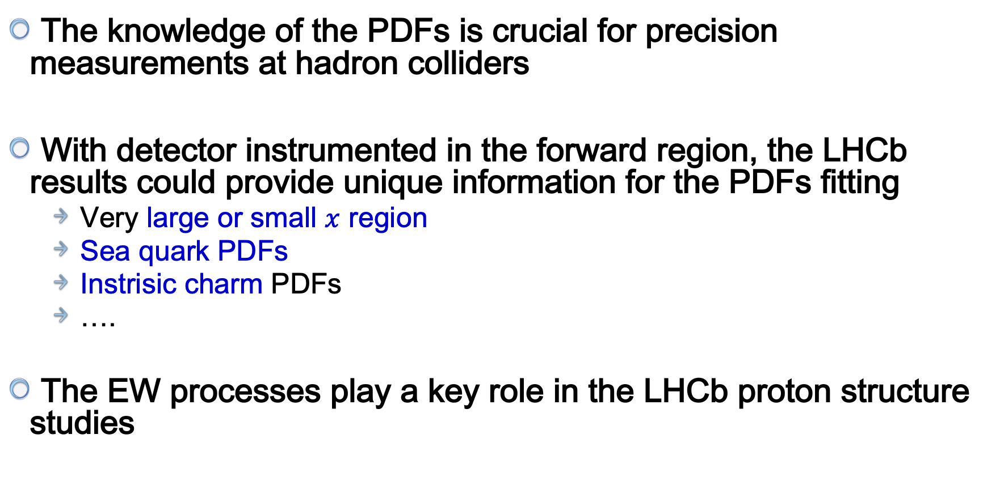 The knowledge of the PDFs is crucial for precision
measurements at hadron colliders
With detector instrumented in the forward region, the LHCb
results could provide unique information for the PDFs fitting
Very large or small x region
Sea quark PDFs
Instrisic charm PDFs
....
The EW processes play a key role in the LHCb proton structure
studies